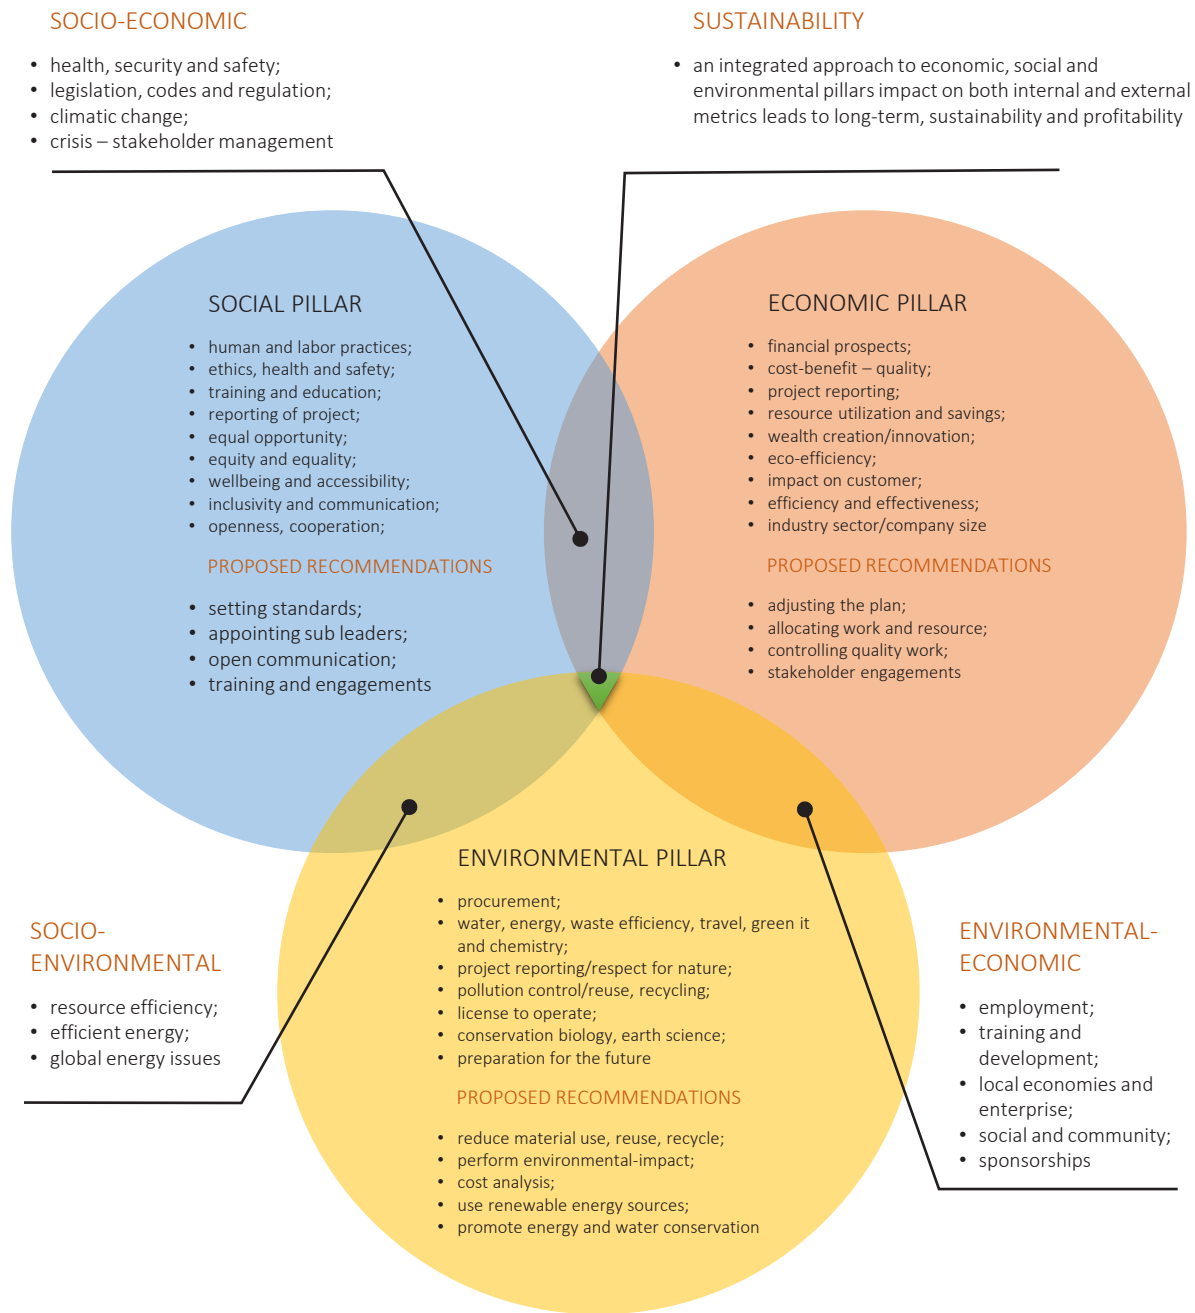 SOCIO-ECONOMIC
• health, security and safety;
• legislation, codes and regulation;
• climatic change;
• crisis – stakeholder management
SUSTAINABILITY
• an integrated approach to economic, social and
environmental pillars impact on both internal and external
metrics leads to long-term, sustainability and profitability
SOCIAL PILLAR
• human and labor practices;
• ethics, health and safety;
• training and education;
• reporting of project;
• equal opportunity;
• equity and equality;
• wellbeing and accessibility;
• inclusivity and communication;
• openness, cooperation;
PROPOSED RECOMMENDATIONS
• setting standards;
• appointing sub leaders;
• open communication;
• training and engagements
ECONOMIC PILLAR
• financial prospects;
• cost-benefit – quality;
• project reporting;
• resource utilization and savings;
• wealth creation/innovation;
• eco-efficiency;
• impact on customer;
• efficiency and effectiveness;
• industry sector/company size
PROPOSED RECOMMENDATIONS
• adjusting the plan;
• allocating work and resource;
• controlling quality work;
• stakeholder engagements
ENVIRONMENTAL PILLAR
• procurement;
• water, energy, waste efficiency, travel, green it
and chemistry;
• project reporting/respect for nature;
• pollution control/reuse, recycling;
• license to operate;
• conservation biology, earth science;
• preparation for the future
PROPOSED RECOMMENDATIONS
• reduce material use, reuse, recycle;
• perform environmental-impact;
• cost analysis;
• use renewable energy sources;
• promote energy and water conservation
SOCIO-
ENVIRONMENTAL
• resource efficiency;
• efficient energy;
• global energy issues
ENVIRONMENTAL-
ECONOMIC
• employment;
• training and
development;
• local economies and
enterprise;
• social and community;
• sponsorships